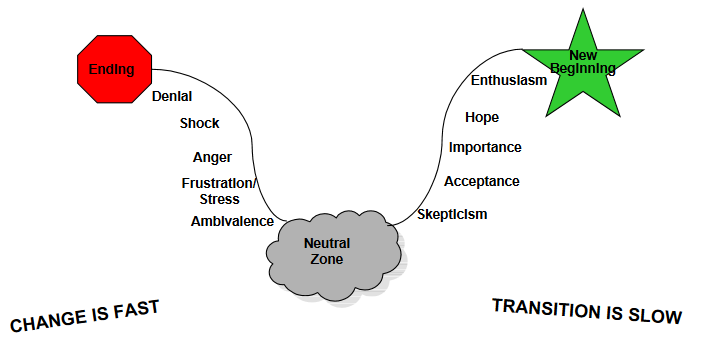 Ending
Denial
Shock
Anger
Frustration/
Stress
Ambivalence
Neutral
Zone
Skepticism
Acceptance
Importance
Hope
Enthusiasm
New
Beginning
CHANGE IS FAST
TRANSITION IS SLOW